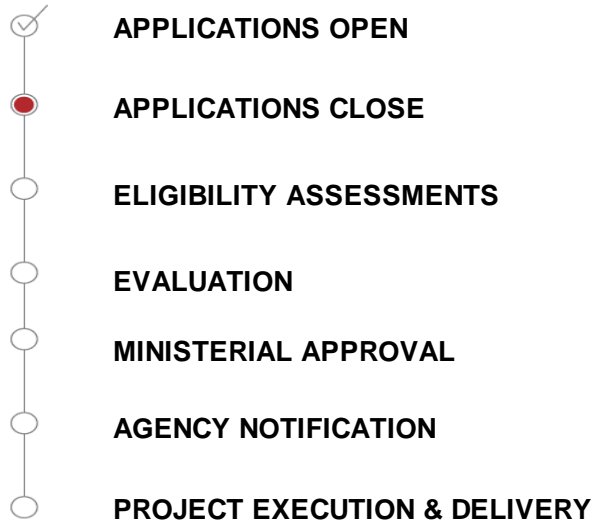 APPLICATIONS OPEN
APPLICATIONS CLOSE
ELIGIBILITY ASSESSMENTS
EVALUATION
MINISTERIAL APPROVAL
AGENCY NOTIFICATION
PROJECT EXECUTION & DELIVERY